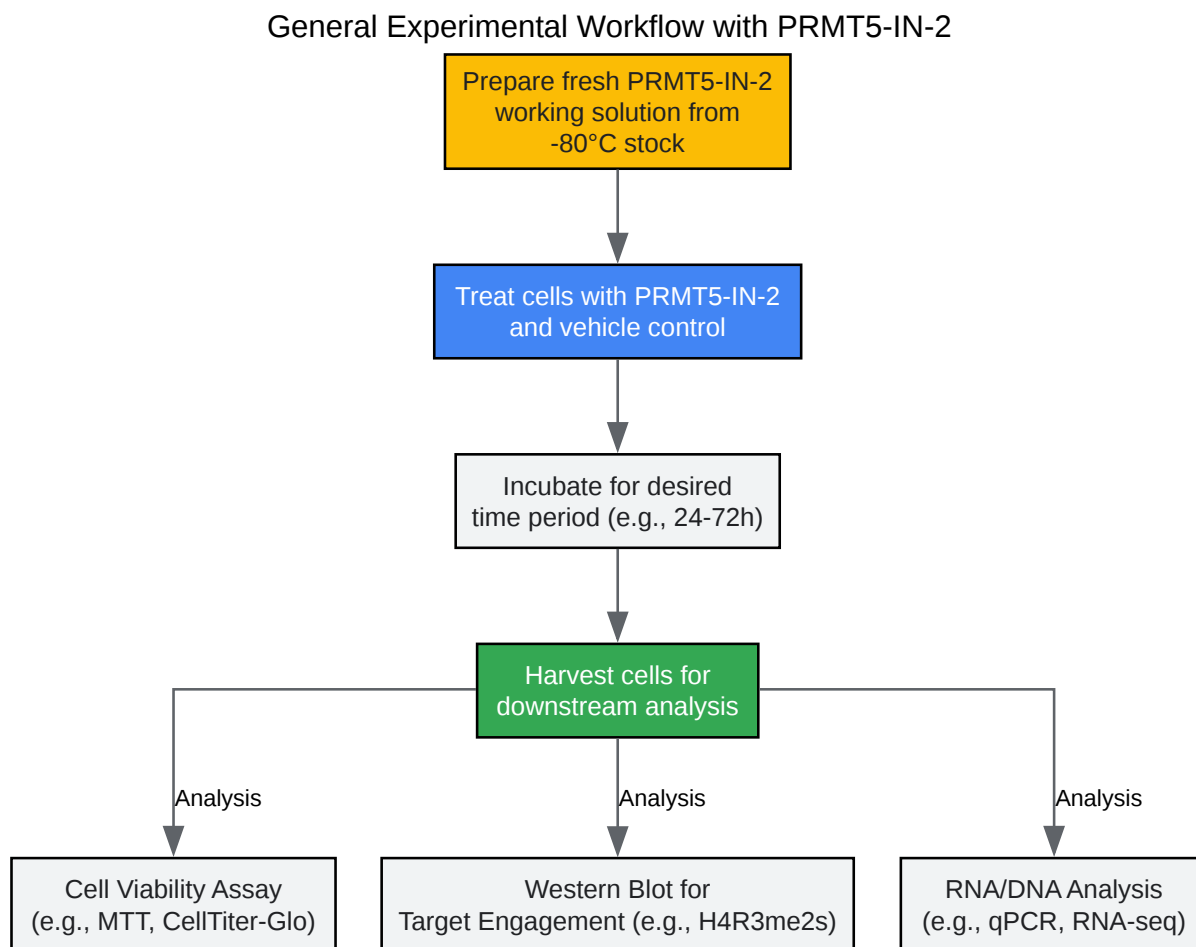 General Experimental Workflow with PRMT5-IN-2
Prepare fresh PRMT5-IN-2
working solution from
-80°C stock
Treat cells with PRMT5-IN-2
and vehicle control
Incubate for desired
time period (e.g., 24-72h)
Harvest cells for
downstream analysis
Analysis
Analysis
Analysis
Cell Viability Assay
(e.g., MTT, CellTiter-Glo)
Western Blot for
Target Engagement (e.g., H4R3me2s)
RNA/DNA Analysis
(e.g., qPCR, RNA-seq)